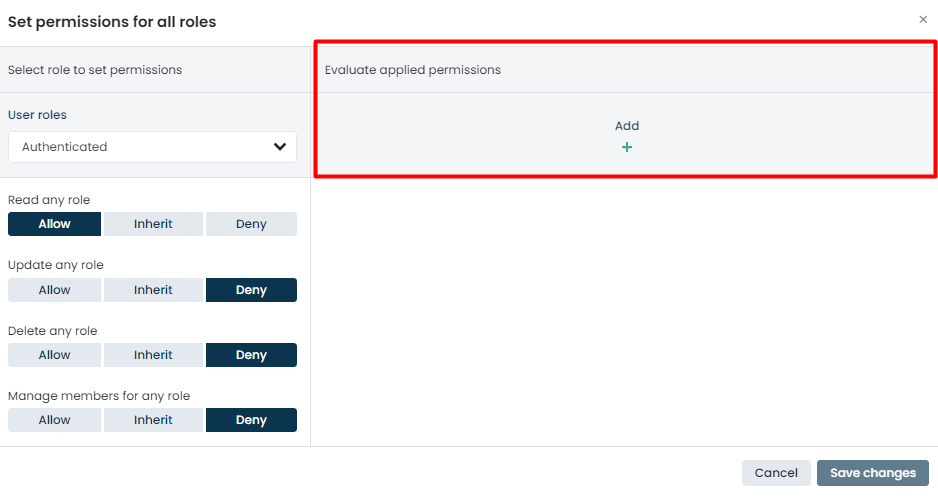 Set permissions for all roles
×
Select role to set permissions
Evaluate applied permissions
User roles
Authenticated
Add
+
Read any role
Allow Inherit Deny
Update any role
Allow Inherit Deny
Delete any role
Allow Inherit Deny
Manage members for any role
Allow Inherit Deny
Cancel Save changes